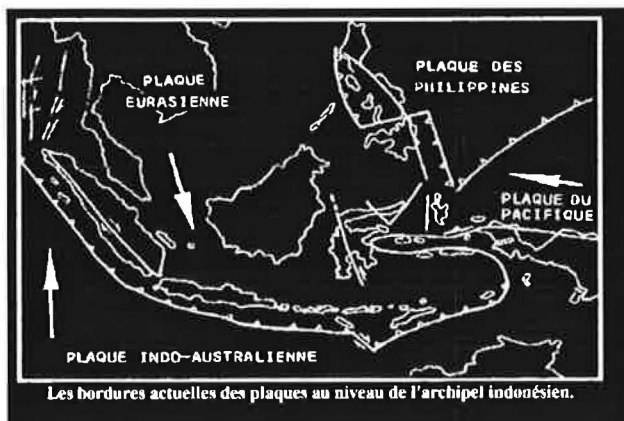 PLAQUE
EURASIENNE
PLAQUE DES
PHILIPPINES
PLAQUE DU
PACIFIQUE
PLAQUE INDO-AUSTRALIENNE
Les bordures actuelles des plaques au niveau de l'archipel indonésien.